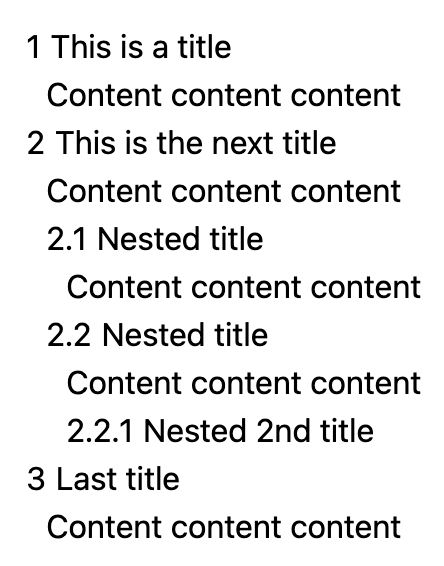 1 This is a title
Content content content
2 This is the next title
Content content content
2.1 Nested title
Content content content
2.2 Nested title
Content content content
2.2.1 Nested 2nd title
3 Last title
Content content content